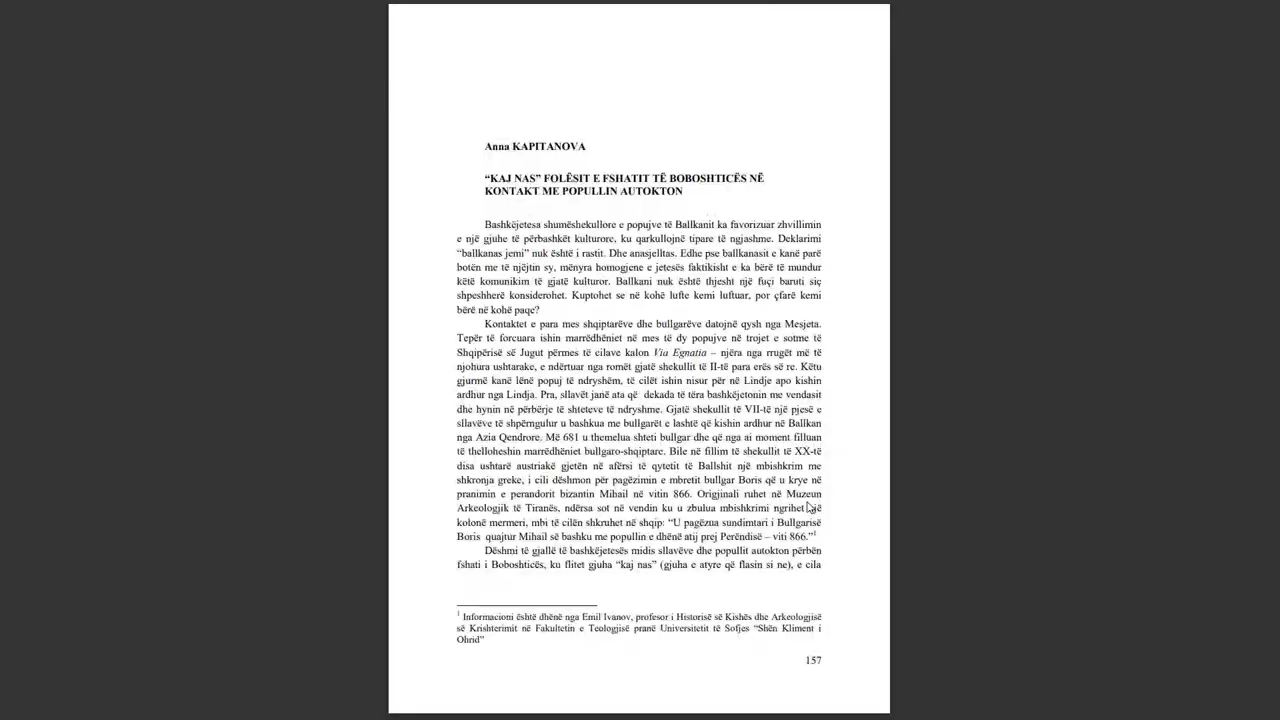 Anna KAPITANOVA
“KAJ NAS” FOLËSIT E FSHATIT TË BOBOSHTICËS NË
KONTAKT ME POPULLIN AUTOKTON
Bashkëjetesa shumëshekullore e popujve të Ballkanit ka favorizuar zhvillimin
e një gjuhe të përbashkët kulturore, ku qarkullojnë tipare të ngjashme. Deklarimi
“ballkanas jemi” nuk është i rastit. Dhe anasjelltas. Edhe pse ballkanasit e kanë parë
botën me të njëjtin sy, mënyra homogjene e jetesës faktikisht e ka bërë të mundur
këtë komunikim të gjatë kulturor. Ballkani nuk është thjesht një fuçi baruti siç
shpeshherë konsiderohet. Kuptohet se në kohë lufte kemi luftuar, por çfarë kemi
bërë në kohë paqe?
Kontaktet e para mes shqiptarëve dhe bullgarëve datojnë qysh nga Mesjeta.
Tepër të forcuara ishin marrëdhëniet në mes të dy popujve në trojet e sotme të
Shqipërisë së Jugut përmes të cilave kalon Via Egnatia – njëra nga rrugët më të
njohura ushtarake, e ndërtuar nga romët gjatë shekullit të II-të para erës së re. Këtu
gjurmë kanë lënë popuj të ndryshëm, të cilët ishin nisur për në Lindje apo kishin
ardhur nga Lindja. Pra, sllavët janë ata që dekada të tëra bashkëjetonin me vendasit
dhe hynin në përbërje të shteteve të ndryshme. Gjatë shekullit të VII-të një pjesë e
sllavëve të shpërngulur u bashkua me bullgarët e lashtë që kishin ardhur në Ballkan
nga Azia Qendrore. Më 681 u themelua shteti bullgar dhe që nga ai moment filluan
të thelloheshin marrëdhëniet bullgaro-shqiptare. Bile në fillim të shekullit të XX-të
disa ushtarë austriakë gjetën në afërsi të qytetit të Ballshit një mbishkrim me
shkronja greke, i cili dëshmon për pagëzimin e mbretit bullgar Boris që u krye në
pranimin e perandorit bizantin Mihail në vitin 866. Origjinali ruhet në Muzeun
Arkeologjik të Tiranës, ndërsa sot në vendin ku u zbulua mbishkrimi ngrihet një
kolonë mermeri, mbi të cilën shkruhet në shqip: “U pagëzua sundimtari i Bullgarisë
Boris quajtur Mihail së bashku me popullin e dhënë atij prej Perëndisë – viti 866.”1
Dëshmi të gjallë të bashkëjetesës midis sllavëve dhe popullit autokton përbën
fshati i Boboshticës, ku flitet gjuha “kaj nas” (gjuha e atyre që flasin si ne), e cila
1 Informacioni është dhënë nga Emil Ivanov, profesor i Historisë së Kishës dhe Arkeologjisë
së Krishterimit në Fakultetin e Teologjisë pranë Universitetit të Sofjes “Shën Kliment i
Ohrid”
157